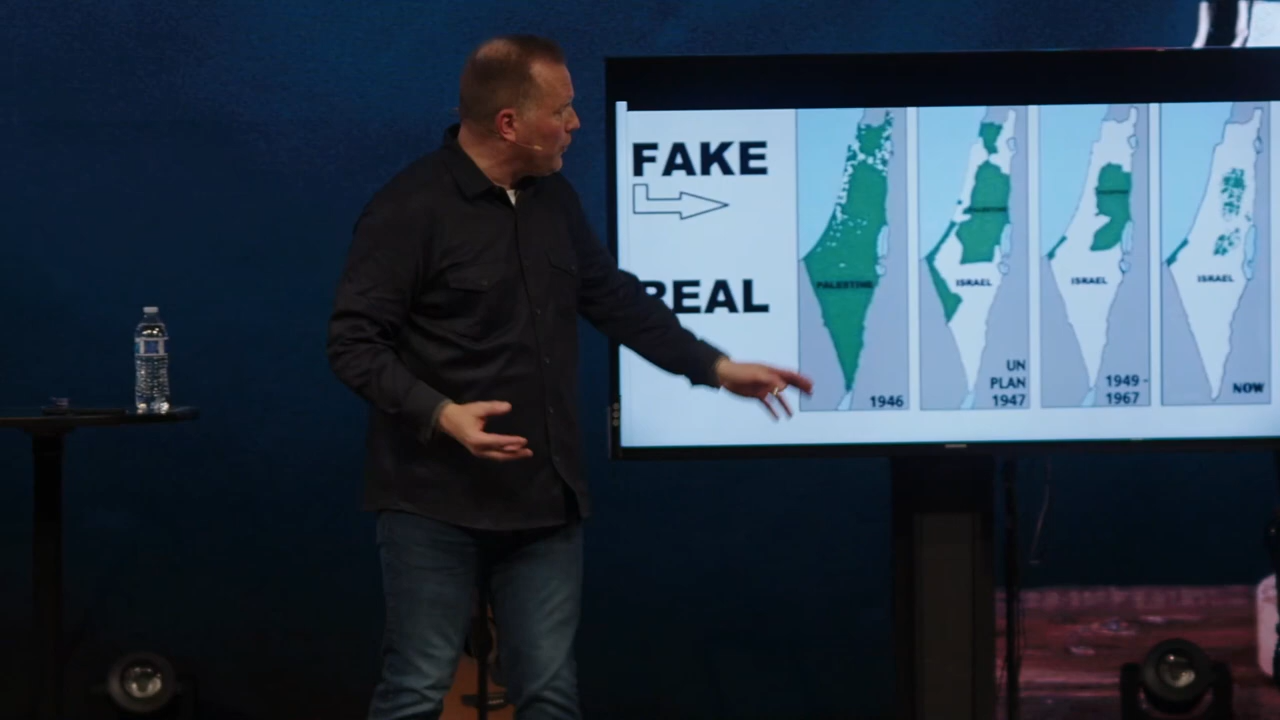 FAKE
REAL
PALESTINE
1946
ISRAEL
UN
PLAN
1947
ISRAEL
1949 -
1967
ISRAEL
NOW